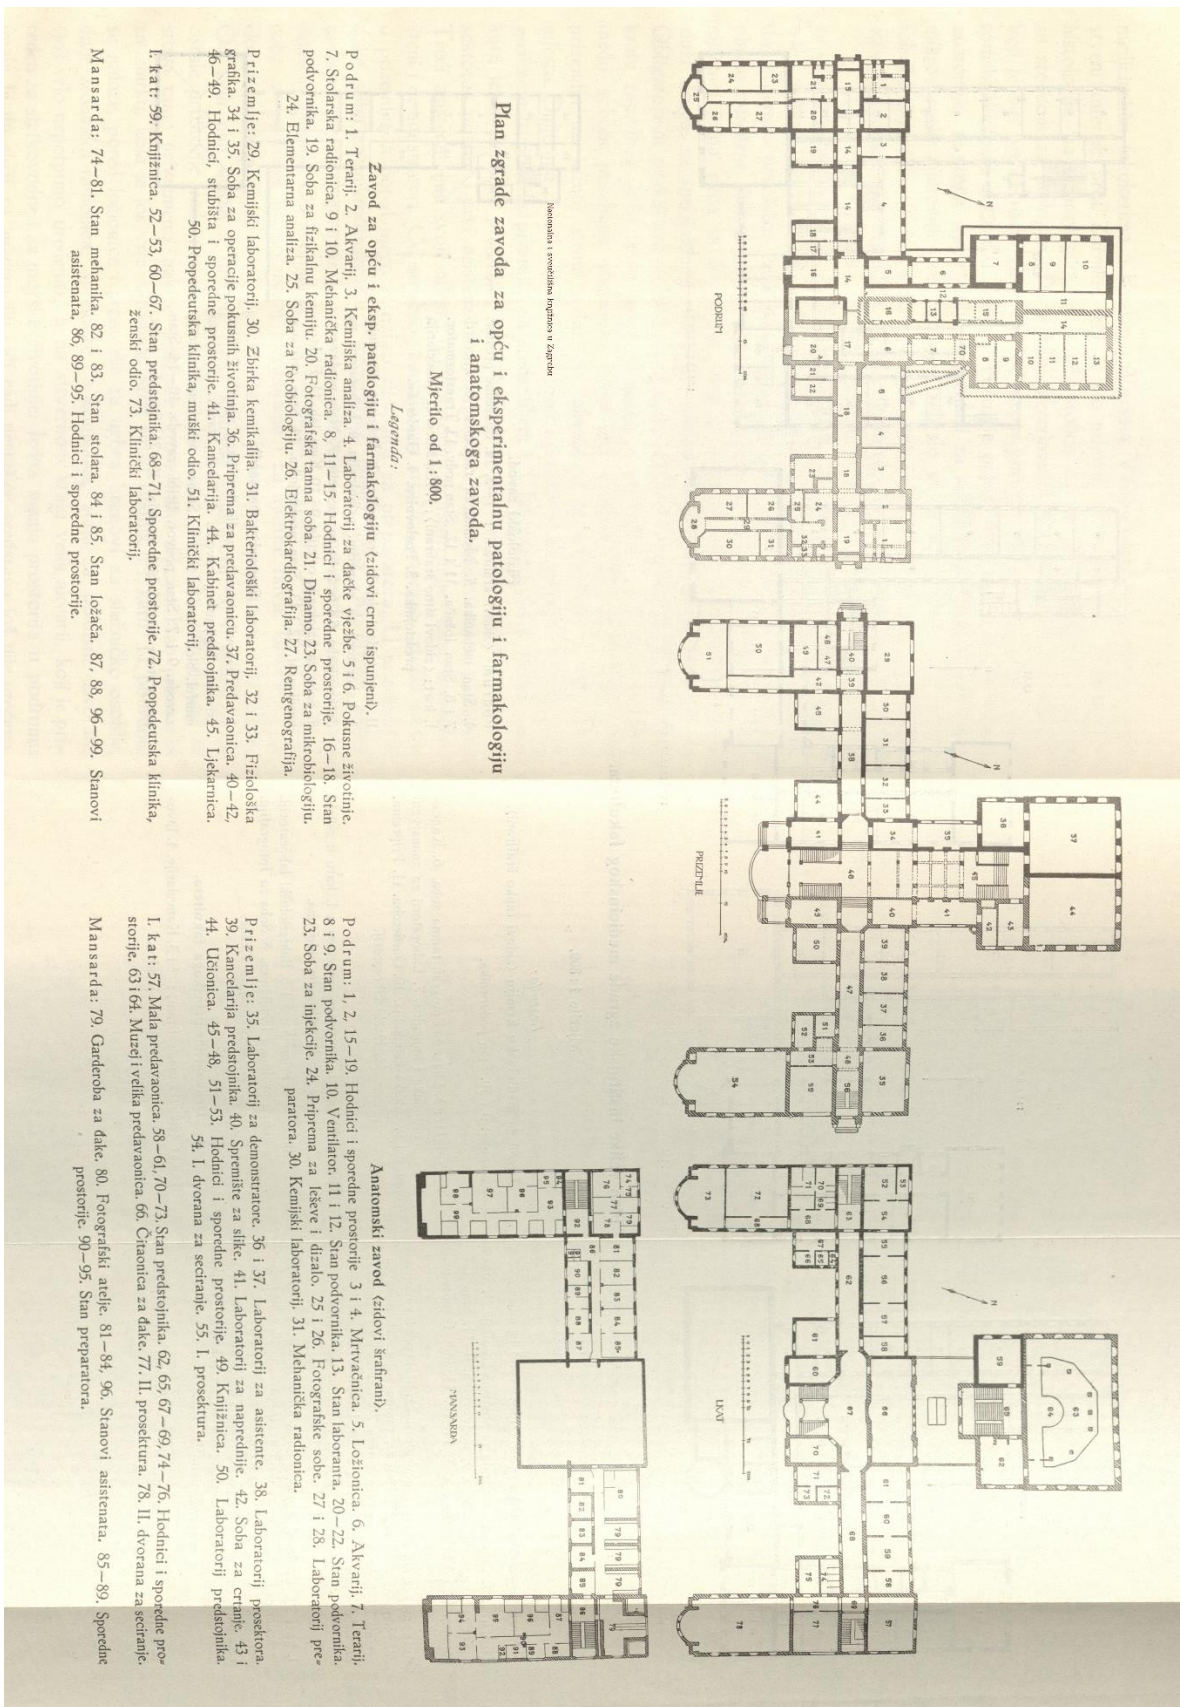 Nacionalna i sveučilišna knjižnica u Zagrebu
Plan zgrade zavoda za opću i eksperimentalnu patologiju i farmakologiju
i anatomskoga zavoda.
Mjerilo od 1 : 800.
Legenda:
Zavod za opću i eksp. patologiju i farmakologiju (zidovi crno ispunjeni).
Podrum: 1. Terarij. 2. Akvarij. 3. Kemijska analiza. 4. Laboratorij za đačke vježbe. 5 i 6. Pokusne životinje.
7. Stolarska radionica. 9 i 10. Mehanička radionica. 8, 11—15. Hodnici i sporedne prostorije. 16—18. Stan
podvornika. 19. Soba za fizikalnu kemiju. 20. Fotografska tamna soba. 21. Dinamo. 23. Soba za mikrobiologiju.
24. Elementarna analiza. 25. Soba za fotobiologiju. 26. Elektrokardiografija. 27. Rentgenografija.
Prizemlje: 29. Kemijski laboratorij. 30. Zbirka kemikalija. 31. Bakteriološki laboratorij, 32 i 33. Fiziološka
grafika. 34 i 35. Soba za operacije pokusnih životinja. 36. Priprema za predavaonicu. 37. Predavaonica. 40—42,
46—49. Hodnici, stubišta i sporedne prostorije. 41. Kancelarija. 44. Kabinet predstojnika. 45. Ljekarnica.
50. Propedeutska klinika, muški odio. 51. Klinički laboratorij.
I. kat: 59. Knjižnica. 52—53, 60—67. Stan predstojnika. 68—71. Sporedne prostorije. 72. Propedeutska klinika,
ženski odio. 73. Klinički laboratorij.
Mansarda: 74—81. Stan mehanika. 82 i 83. Stan stolara. 84 i 85. Stan ložača. 87, 88, 96—99. Stanovi
asistenata, 86, 89—95. Hodnici i sporedne prostorije.
Anatomski zavod (zidovi šrafirani).
Podrum: 1, 2, 15—19. Hodnici i sporedne prostorije 3 i 4. Mrtvačnica. 5. Ložionica. 6. Akvarij. 7. Terarij.
8 i 9. Stan podvornika. 10. Ventilator. 11 i 12. Stan podvornika. 13. Stan laboranta. 20—22. Stan podvornika.
23. Soba za injekcije. 24. Priprema za leševe i dizalo. 25 i 26. Fotografske sobe. 27 i 28. Laboratorij pre-
paratora. 30. Kemijski laboratorij. 31. Mehanička radionica.
Prizemlje: 35. Laboratorij za demonstratore. 36 i 37. Laboratorij za asistente. 38. Laboratorij prosektora.
39. Kancelarija predstojnika. 40. Spremište za slike. 41. Laboratorij za naprednije. 42. Soba za crtanje. 43 i
44. Učionica. 45—48, 51—53. Hodnici i sporedne prostorije. 49. Knjižnica. 50. Laboratorij predstojnika.
54. I. dvorana za seciranje. 55. I. prosektura.
I. kat: 57. Mala predavaonica. 58—61, 70—73. Stan predstojnika. 62, 65, 67—69, 74—76. Hodnici i sporedne pro-
storije. 63 i 64. Muzej i velika predavaonica. 66. Čitaonica za đake. 77. II. prosektura. 78. II. dvorana za seciranje.
Mansarda: 79. Garderoba za đake. 80. Fotografski atelje. 81—84, 96. Stanovi asistenata. 85—89. Sporedne
prostorije. 90—95. Stan preparatora.
PODRUM
PRIZEMLJE
I.KAT
MANSARDA
N
N
N